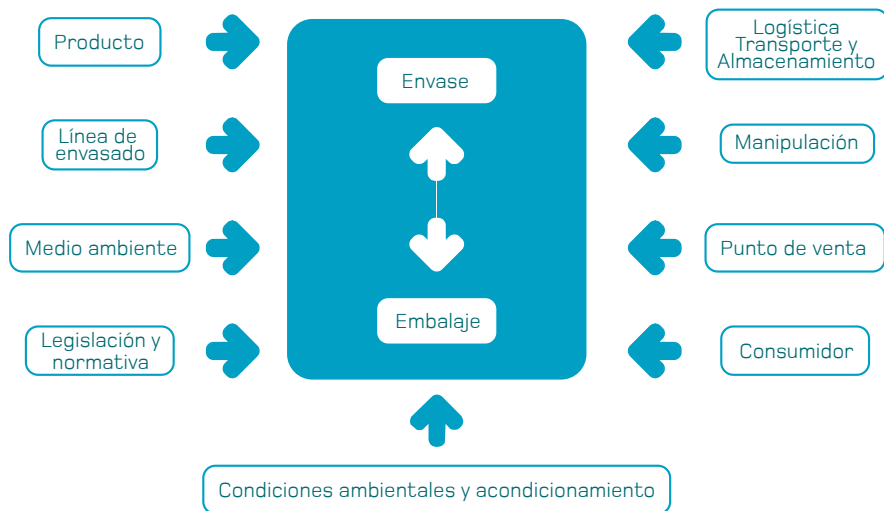 Producto
Línea de
envasado
Medio ambiente
Legislación y
normativa
Envase
Embalaje
Logística
Transporte y
Almacenamiento
Manipulación
Punto de venta
Consumidor
Condiciones ambientales y acondicionamiento